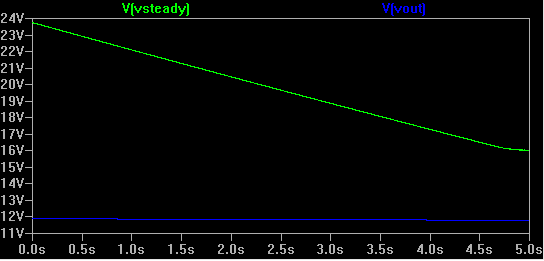 V(vsteady) V(vout)
24V
23V
22V
21V
20V
19V
18V
17V
16V
15V
14V
13V
12V
11V
0.0s 0.5s 1.0s 1.5s 2.0s 2.5s 3.0s 3.5s 4.0s 4.5s 5.0s